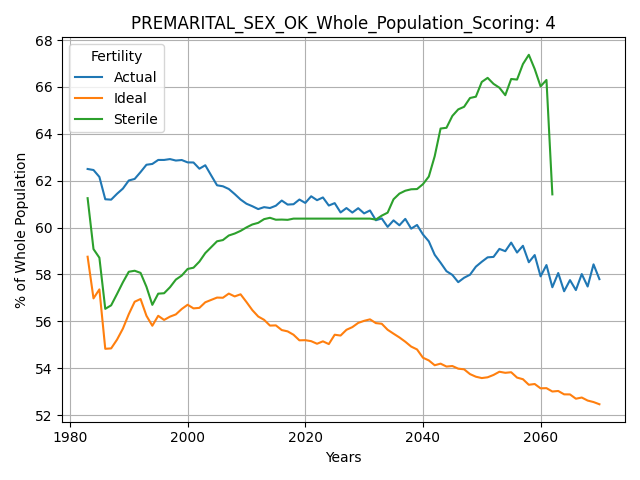 PREMARITAL_SEX_OK_Whole_Population_Scoring: 4
Fertility
Actual
Ideal
Sterile
% of Whole Population
68
66
64
62
60
58
56
54
52
1980
2000
2020
2040
2060
Years